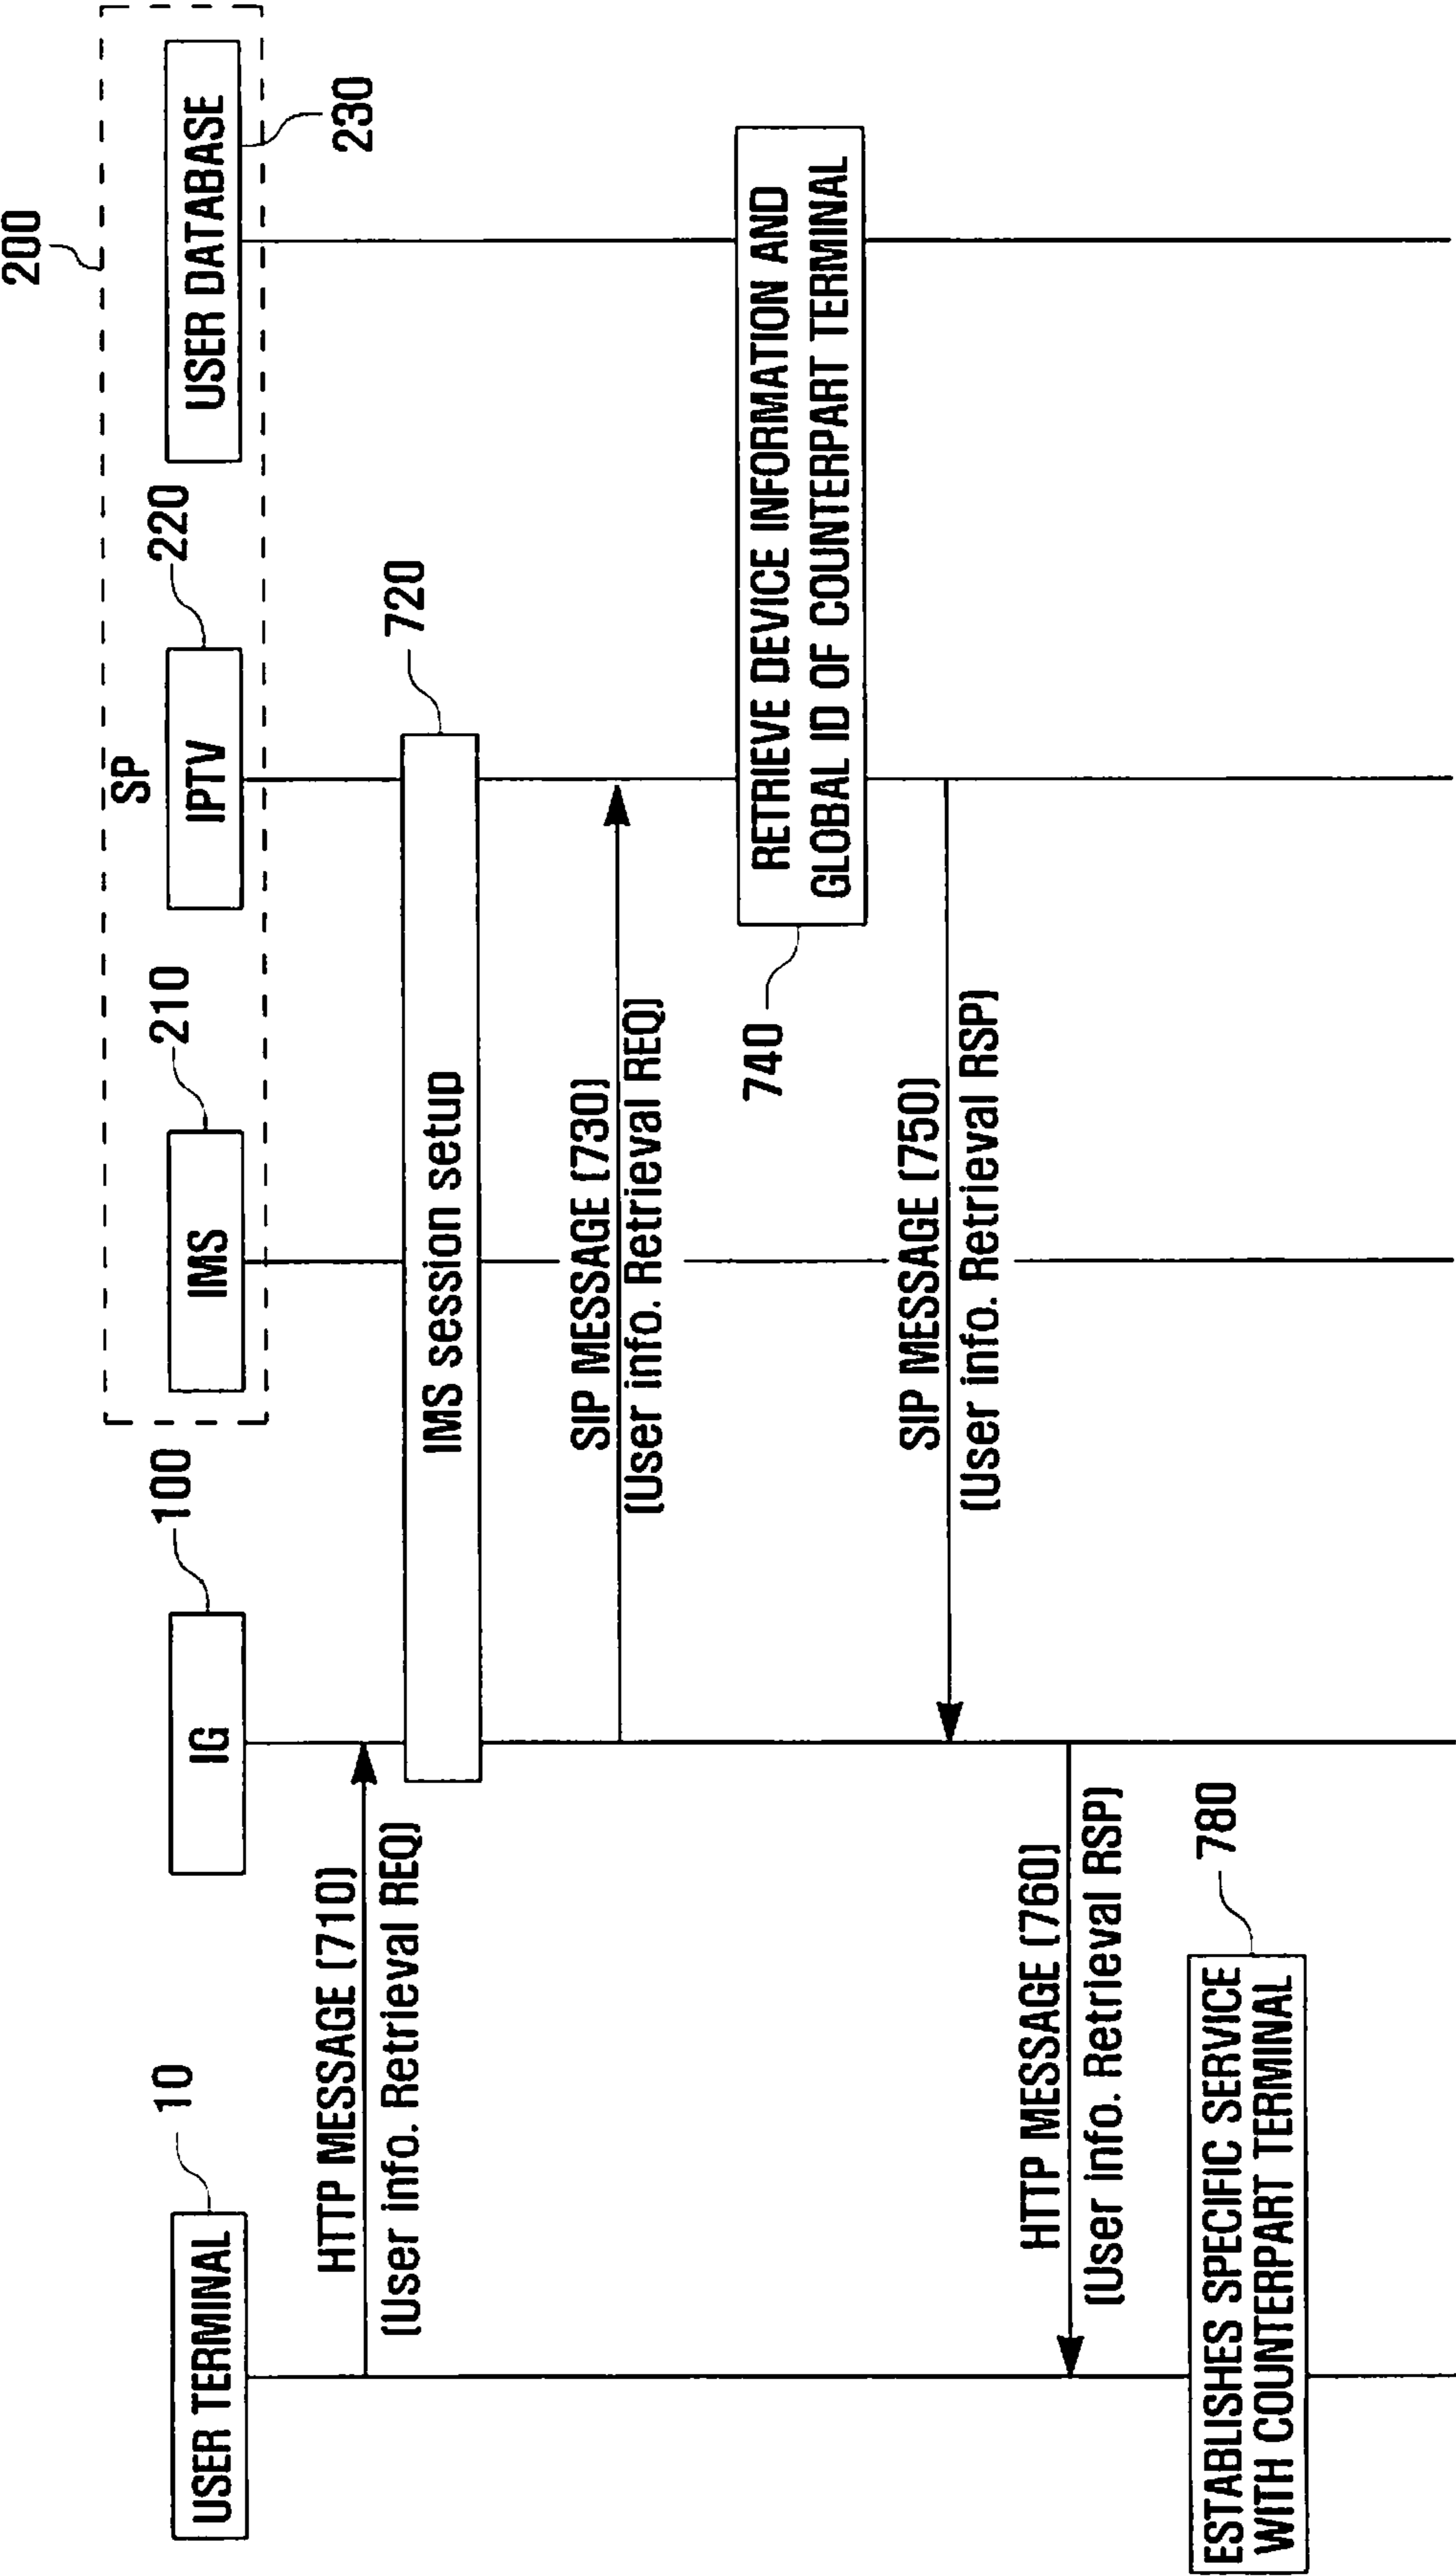 200
SP
10
100
210
220
USER TERMINAL
IG
IMS
IPTV
USER DATABASE
230
HTTP MESSAGE (710)
(User info. Retrieval REQ)
720
IMS session setup
SIP MESSAGE (730)
(User info. Retrieval REQ)
740
RETRIEVE DEVICE INFORMATION AND
GLOBAL ID OF COUNTERPART TERMINAL
SIP MESSAGE (750)
(User info. Retrieval RSP)
HTTP MESSAGE (760)
(User info. Retrieval RSP)
780
ESTABLISHES SPECIFIC SERVICE
WITH COUNTERPART TERMINAL